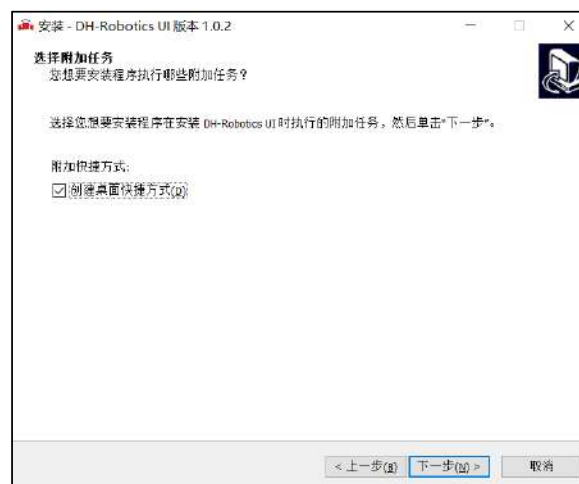 安装 - DH-Robotics UI 版本 1.0.2
选择附加任务
您想要安装程序执行哪些附加任务？
选择您想要安装程序在安装 DH-Robotics UI 时执行的附加任务，然后单击“下一步”。
附加快捷方式:
创建桌面快捷方式(D)
< 上一步(B) 下一步(N) > 取消